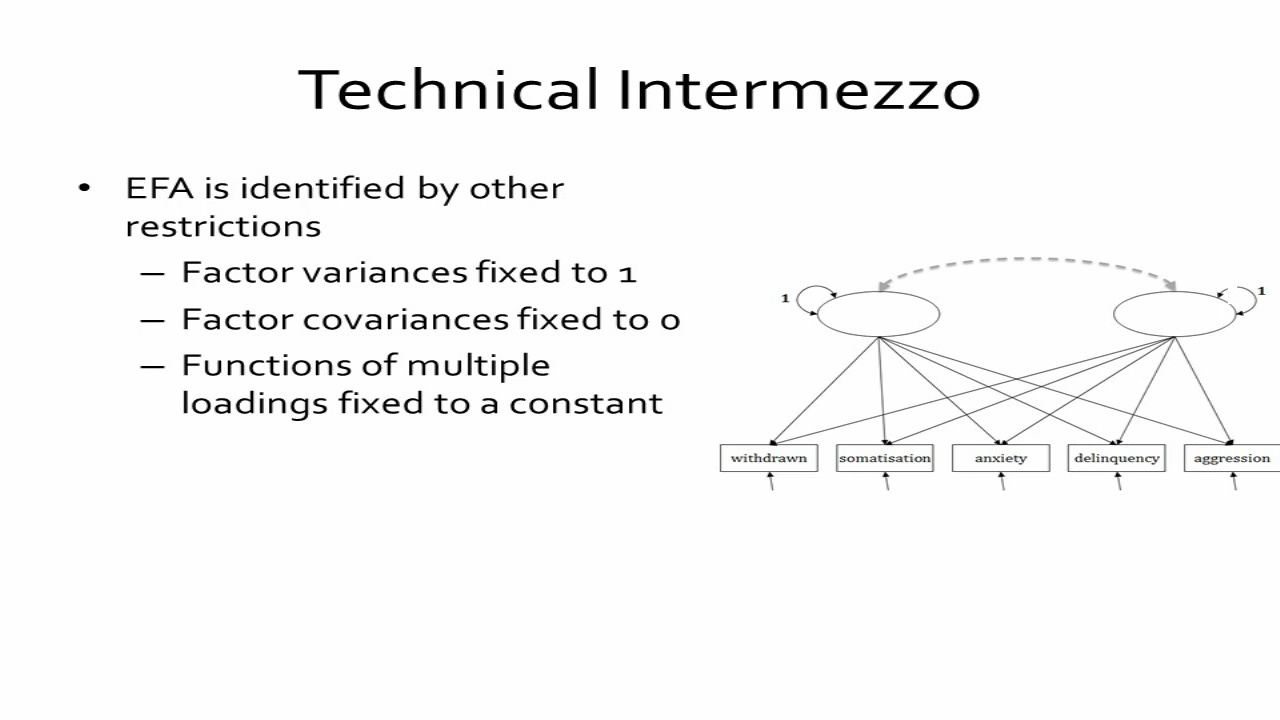 Technical Intermezzo
• EFA is identified by other
restrictions
– Factor variances fixed to 1
– Factor covariances fixed to 0
– Functions of multiple
loadings fixed to a constant
1
1
withdrawn
somatisation
anxiety
delinquency
aggression